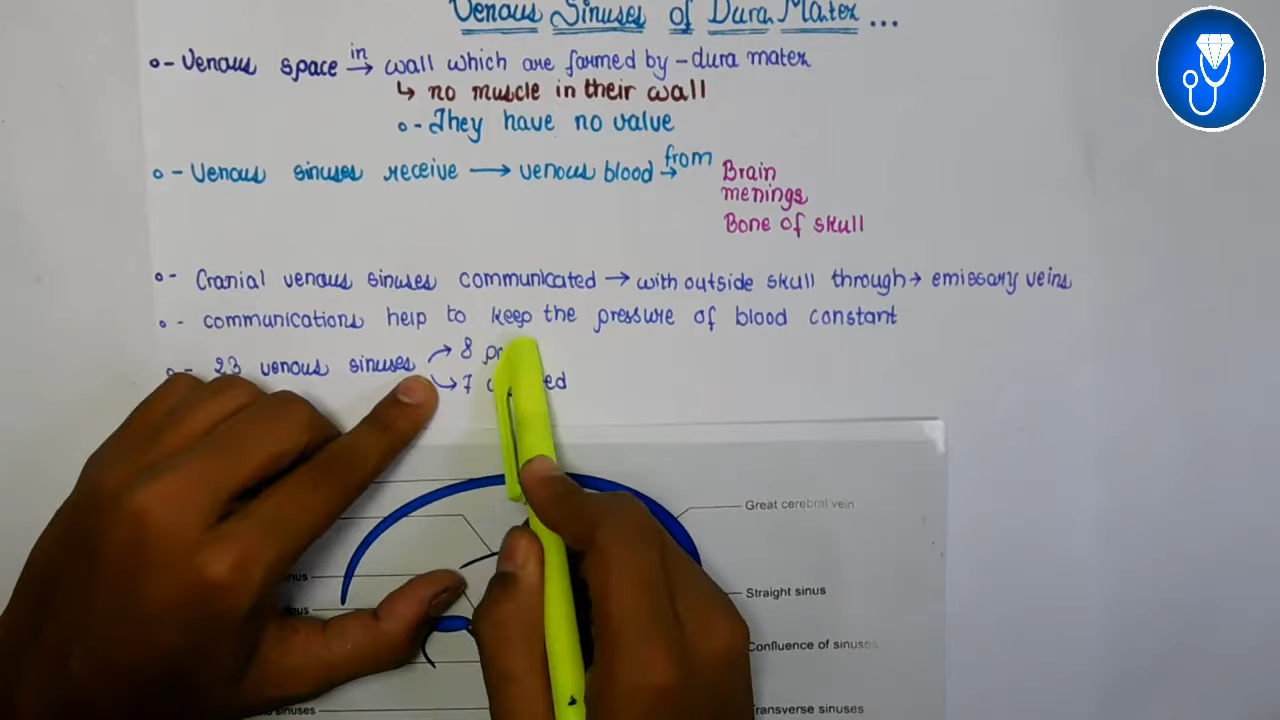 Venous Sinuses of Dura Mater ...
o- Venous space in → wall which are formed by - dura mater
↳ no muscle in their wall
o- They have no value
o- Venous sinuses receive → venous blood from →
Brain
menings
Bone of skull
o- Cranial venous sinuses communicated → with outside skull through → emissary veins
o- communications help to keep the pressure of blood constant
o- 23 venous sinuses → 8
→ 7
Great cerebral vein
Straight sinus
Confluence of sinuses
Transverse sinuses
sinuses